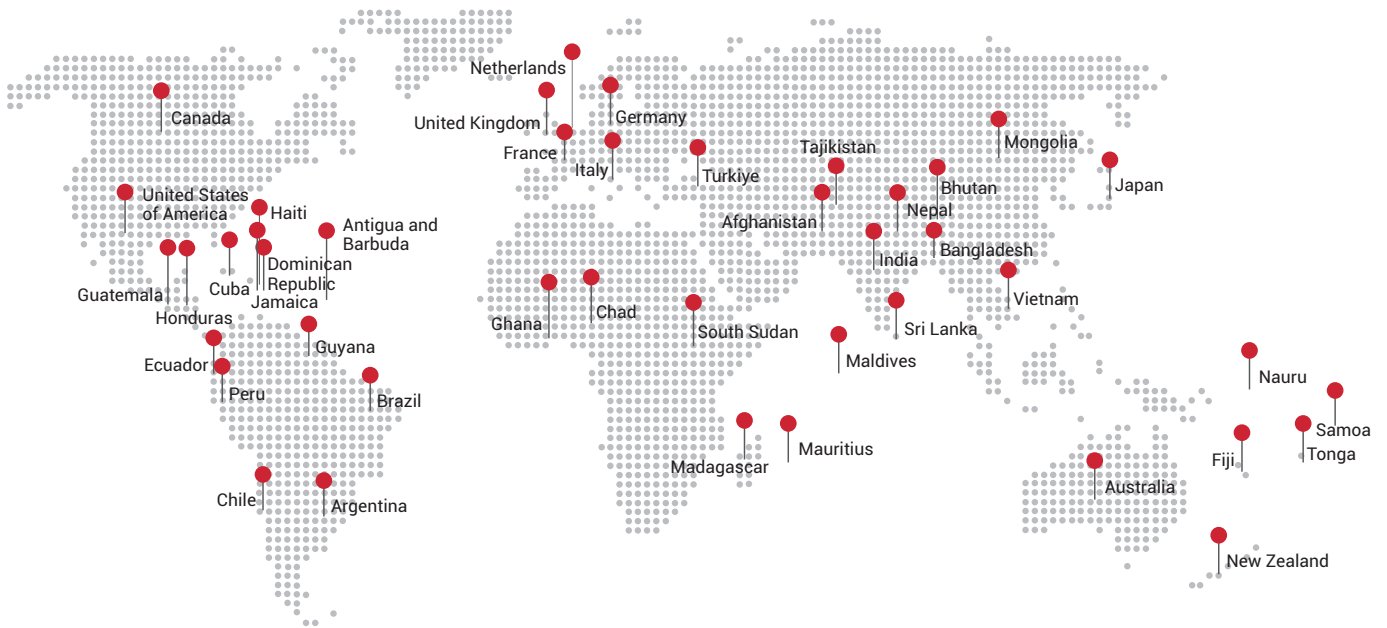 Netherlands
Canada
United Kingdom
Germany
France
Italy
Turkiye
Tajikistan
Mongolia
Japan
United States
of America
Haiti
Antigua and
Barbuda
Afghanistan
Nepal
Bhutan
Bangladesh
India
Dominican
Republic
Cuba
Jamaica
Guatemala
Honduras
Ghana
Chad
South Sudan
Sri Lanka
Vietnam
Guyana
Ecuador
Peru
Brazil
Maldives
Nauru
Samoa
Tonga
Fiji
Madagascar
Mauritius
Australia
Chile
Argentina
New Zealand